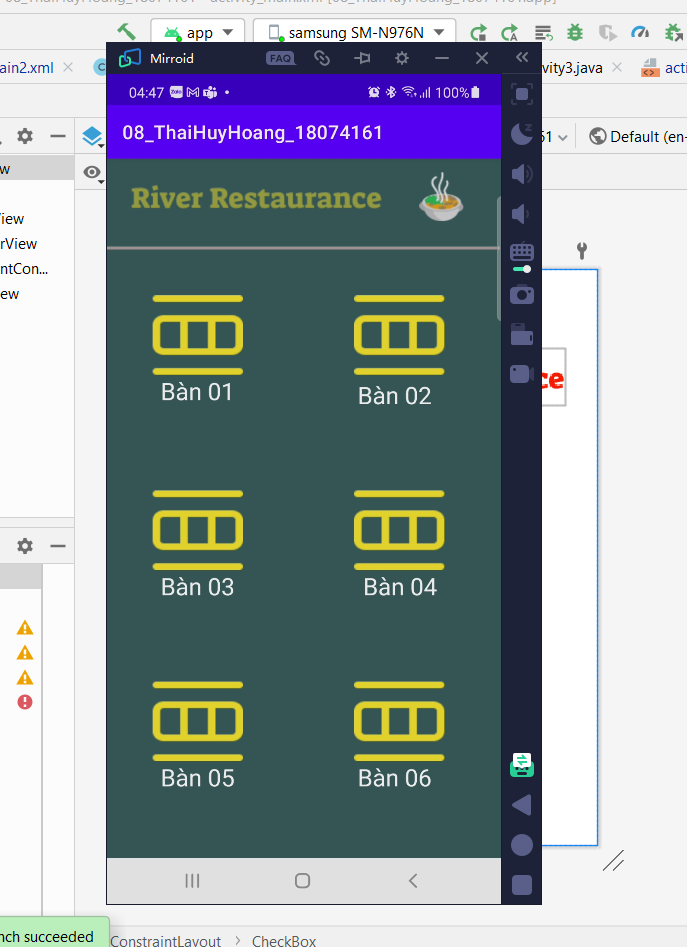 app
samsung SM-N976N
ain2.xml
Mirroid
FAQ
vity3.java
acti
04:47
100%
08_ThaiHuyHoang_18074161
51
Default (en-
w
River Restaurance
View
rView
ntCon...
ew
ce
Bàn 01
Bàn 02
Bàn 03
Bàn 04
Bàn 05
Bàn 06
nch succeeded
ConstraintLayout
CheckBox